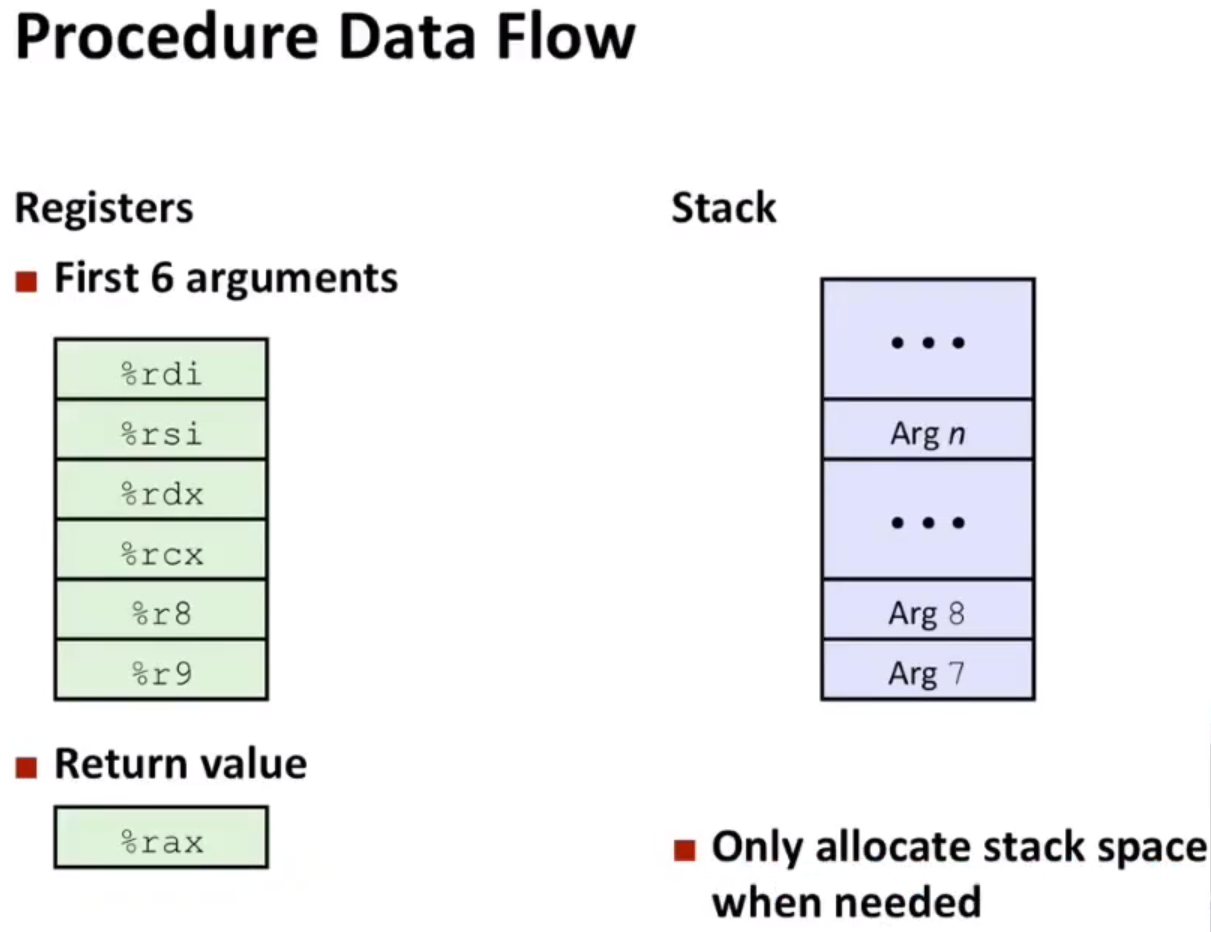 Procedure Data Flow
Registers
First 6 arguments
%rdi
%rsi
%rdx
%rcx
%r8
%r9
Return value
%rax
Stack
• • •
Arg n
• • •
Arg 8
Arg 7
Only allocate stack space
when needed